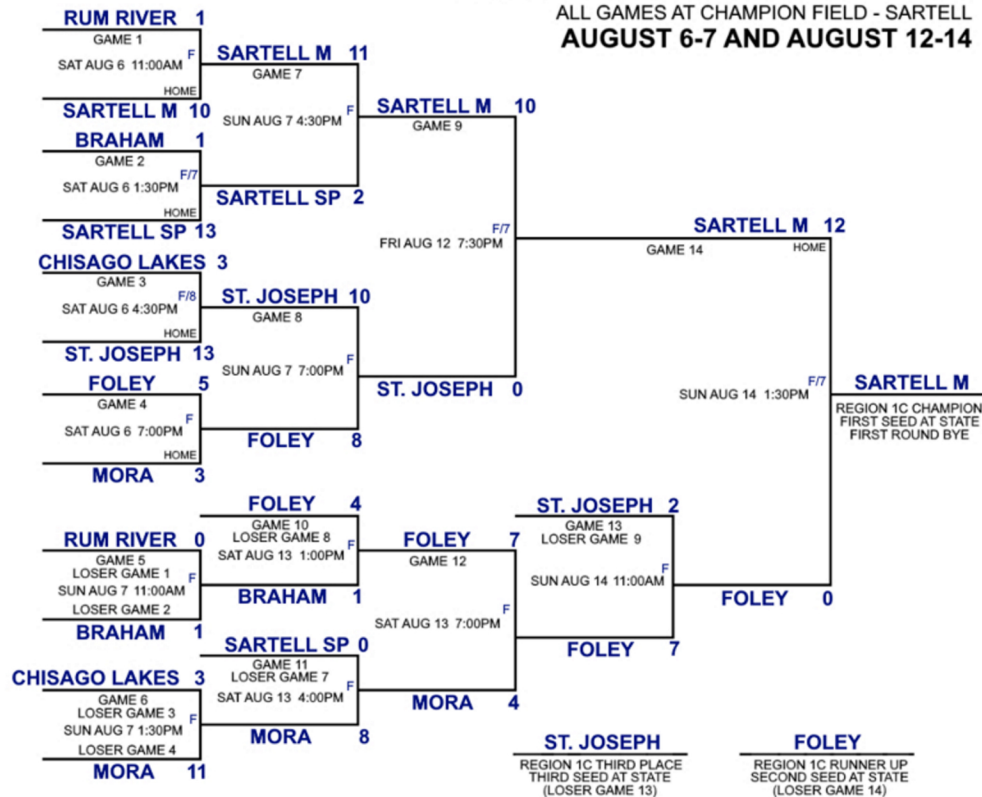 ALL GAMES AT CHAMPION FIELD - SARTELL
AUGUST 6-7 AND AUGUST 12-14
RUM RIVER 1
GAME 1
F
SAT AUG 6 11:00AM
HOME
SARTELL M 10
BRAHAM 1
GAME 2
F/7
SAT AUG 6 1:30PM
HOME
SARTELL SP 13
CHISAGO LAKES 3
GAME 3
F/8
SAT AUG 6 4:30PM
HOME
ST. JOSEPH 13
FOLEY 5
GAME 4
F
SAT AUG 6 7:00PM
HOME
MORA 3
RUM RIVER 0
GAME 5
LOSER GAME 1
F
SUN AUG 7 11:00AM
LOSER GAME 2
BRAHAM 1
CHISAGO LAKES 3
GAME 6
LOSER GAME 3
F
SUN AUG 7 1:30PM
LOSER GAME 4
MORA 11
SARTELL M 11
GAME 7
F
SUN AUG 7 4:30PM
SARTELL SP 2
ST. JOSEPH 10
GAME 8
F
SUN AUG 7 7:00PM
FOLEY 8
FOLEY 4
GAME 10
LOSER GAME 8
F
SAT AUG 13 1:00PM
BRAHAM 1
SARTELL SP 0
GAME 11
LOSER GAME 7
F
SAT AUG 13 4:00PM
MORA 8
SARTELL M 10
GAME 9
F/7
FRI AUG 12 7:30PM
ST. JOSEPH 0
FOLEY 7
GAME 12
F
SAT AUG 13 7:00PM
MORA 4
ST. JOSEPH 2
GAME 13
LOSER GAME 9
F
SUN AUG 14 11:00AM
FOLEY 7
SARTELL M 12
GAME 14
HOME
F/7
SUN AUG 14 1:30PM
FOLEY 0
SARTELL M
REGION 1C CHAMPION
FIRST SEED AT STATE
FIRST ROUND BYE
ST. JOSEPH
REGION 1C THIRD PLACE
THIRD SEED AT STATE
(LOSER GAME 13)
FOLEY
REGION 1C RUNNER UP
SECOND SEED AT STATE
(LOSER GAME 14)